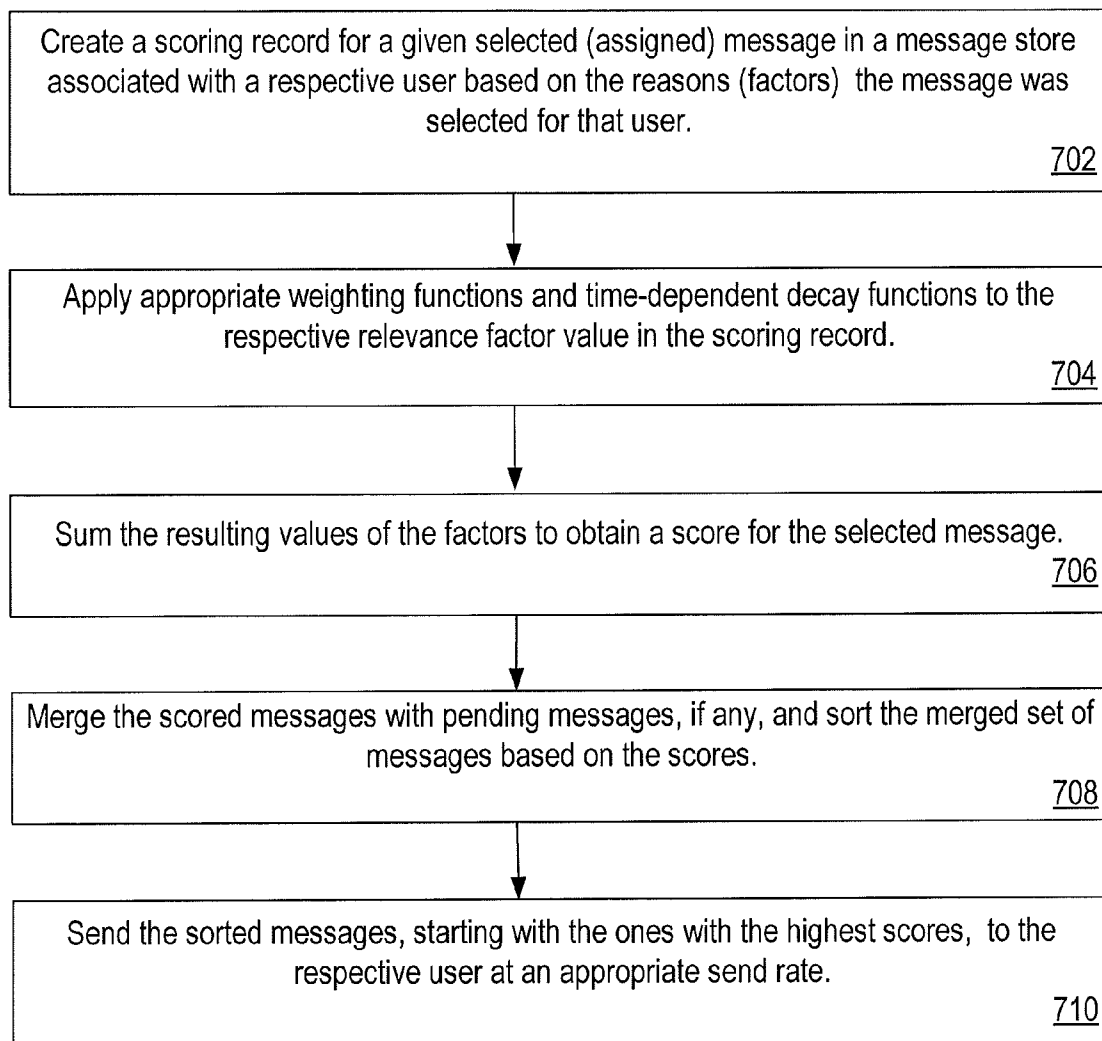 Create a scoring record for a given selected (assigned) message in a message store
associated with a respective user based on the reasons (factors) the message was
selected for that user.
702
Apply appropriate weighting functions and time-dependent decay functions to the
respective relevance factor value in the scoring record.
704
Sum the resulting values of the factors to obtain a score for the selected message.
706
Merge the scored messages with pending messages, if any, and sort the merged set of
messages based on the scores.
708
Send the sorted messages, starting with the ones with the highest scores, to the
respective user at an appropriate send rate.
710